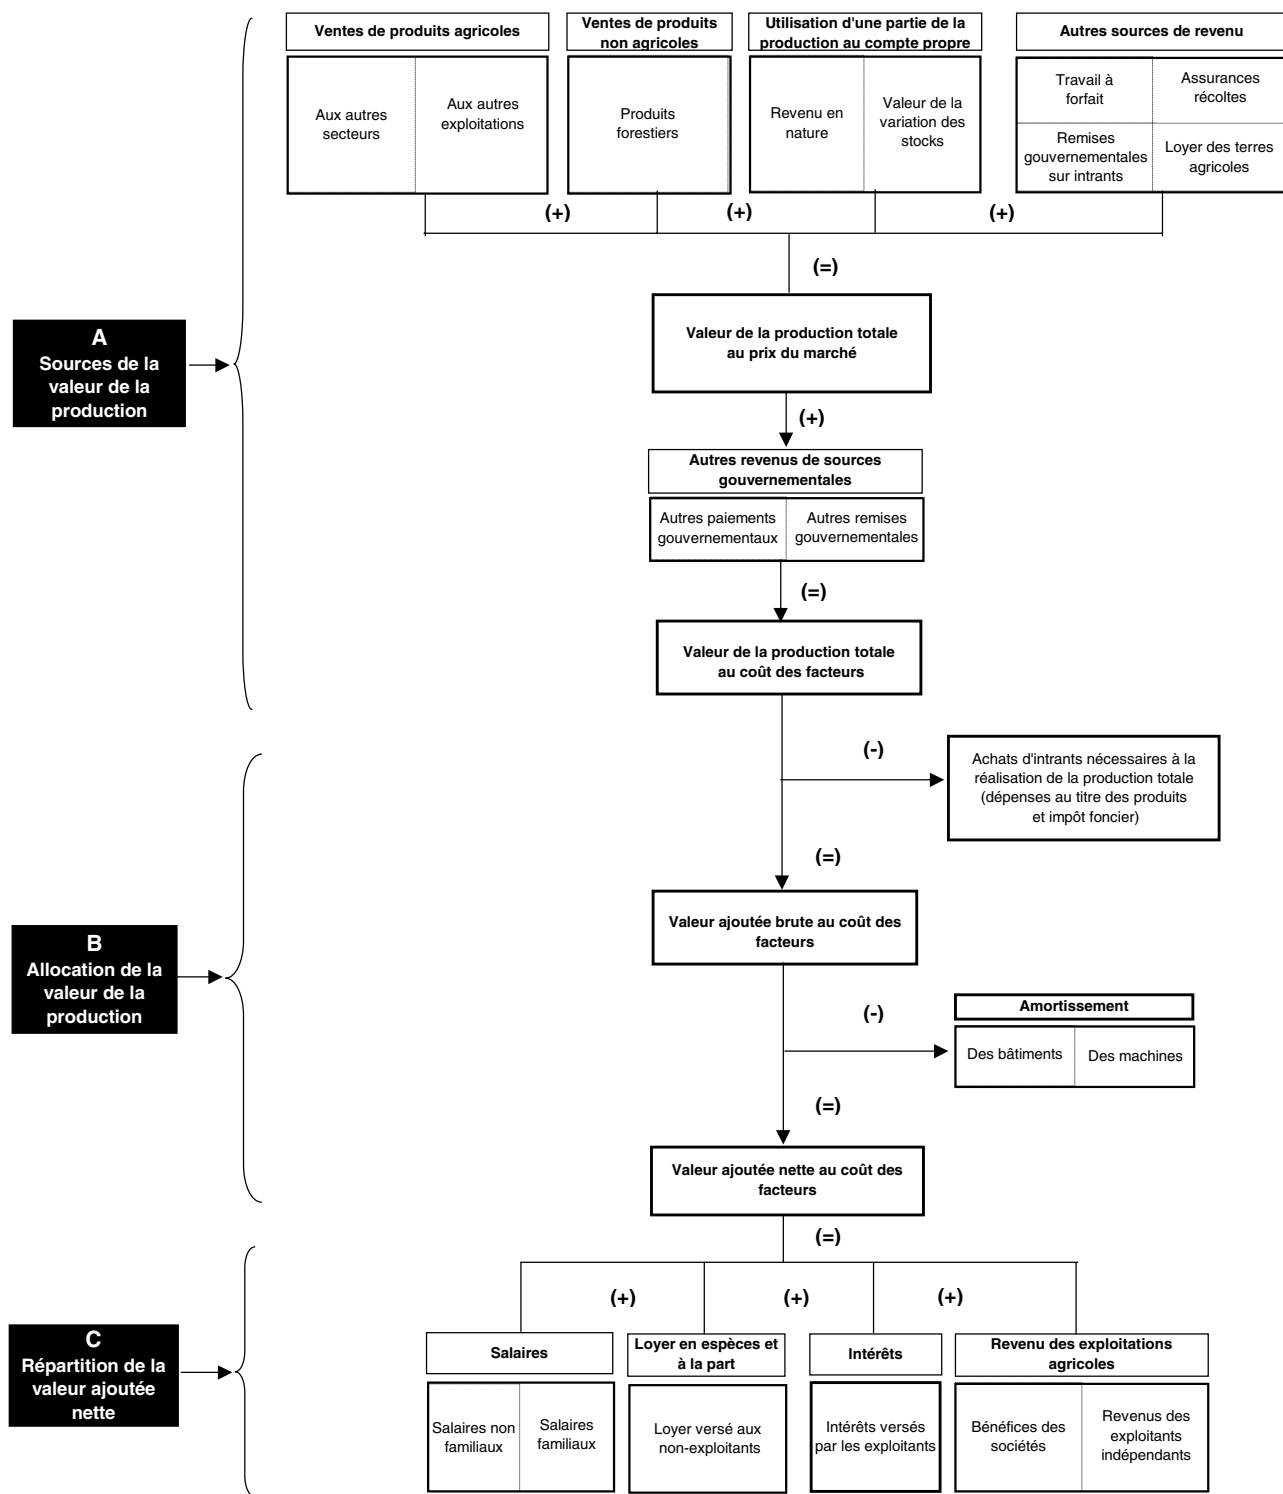 Ventes de produits agricoles
Ventes de produits
non agricoles
Utilisation d'une partie de la
production au compte propre
Autres sources de revenu
Aux autres
secteurs
Aux autres
exploitations
Produits
forestiers
Revenu en
nature
Valeur de la
variation des
stocks
Travail à
forfait
Assurances
récoltes
Remises
gouvernementales
sur intrants
Loyer des terres
agricoles
(+)
(+)
(+)
(=)
A
Sources de la
valeur de la
production
Valeur de la production totale
au prix du marché
(+)
Autres revenus de sources
gouvernementales
Autres paiements
gouvernementaux
Autres remises
gouvernementales
(=)
Valeur de la production totale
au coût des facteurs
(-)
Achats d'intrants nécessaires à la
réalisation de la production totale
(dépenses au titre des produits
et impôt foncier)
(=)
B
Allocation de la
valeur de la
production
Valeur ajoutée brute au coût des
facteurs
(-)
Amortissement
Des bâtiments
Des machines
(=)
Valeur ajoutée nette au coût des
facteurs
(=)
(+)
(+)
(+)
C
Répartition de la
valeur ajoutée
nette
Salaires
Loyer en espèces et
à la part
Intérêts
Revenu des exploitations
agricoles
Salaires non
familiaux
Salaires
familiaux
Loyer versé aux
non-exploitants
Intérêts versés
par les exploitants
Bénéfices des
sociétés
Revenus des
exploitants
indépendants